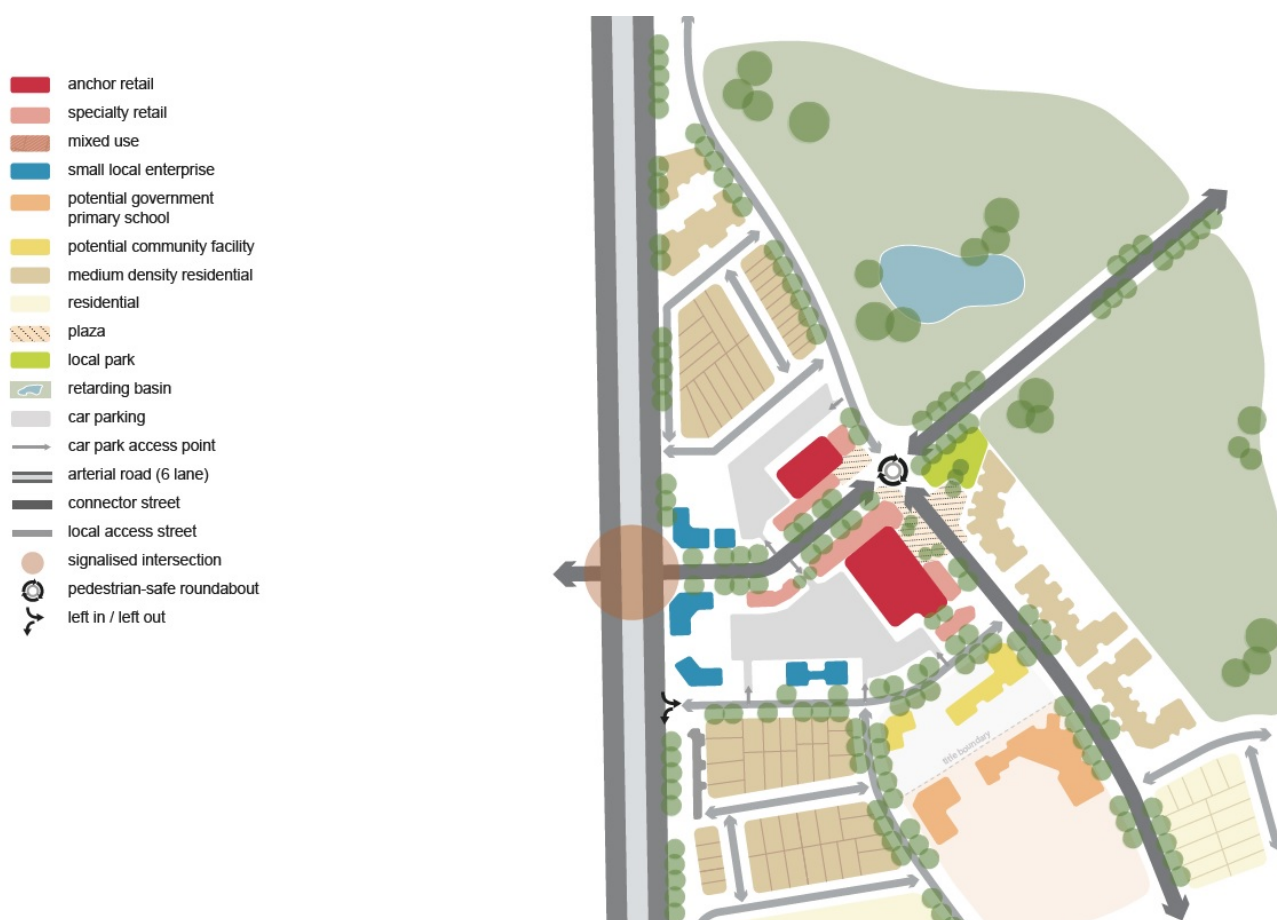 anchor retail
specialty retail
mixed use
small local enterprise
potential government
primary school
potential community facility
medium density residential
residential
plaza
local park
retarding basin
car parking
car park access point
arterial road (6 lane)
connector street
local access street
signalised intersection
pedestrian-safe roundabout
left in / left out
title boundary